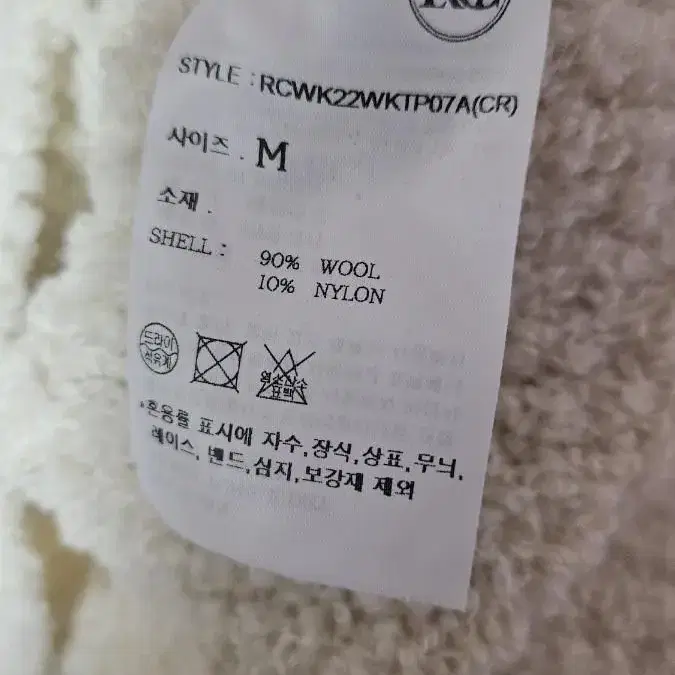 STYLE : RCWK22WKTP07A(CR)
사이즈 . M
소재 .
SHELL : 90% WOOL
10% NYLON
드라이
석유계
염소산소
표백
*혼용률 표시에 자수,장식,상표,무늬,
레이스, 밴드,심지,보강재 제외